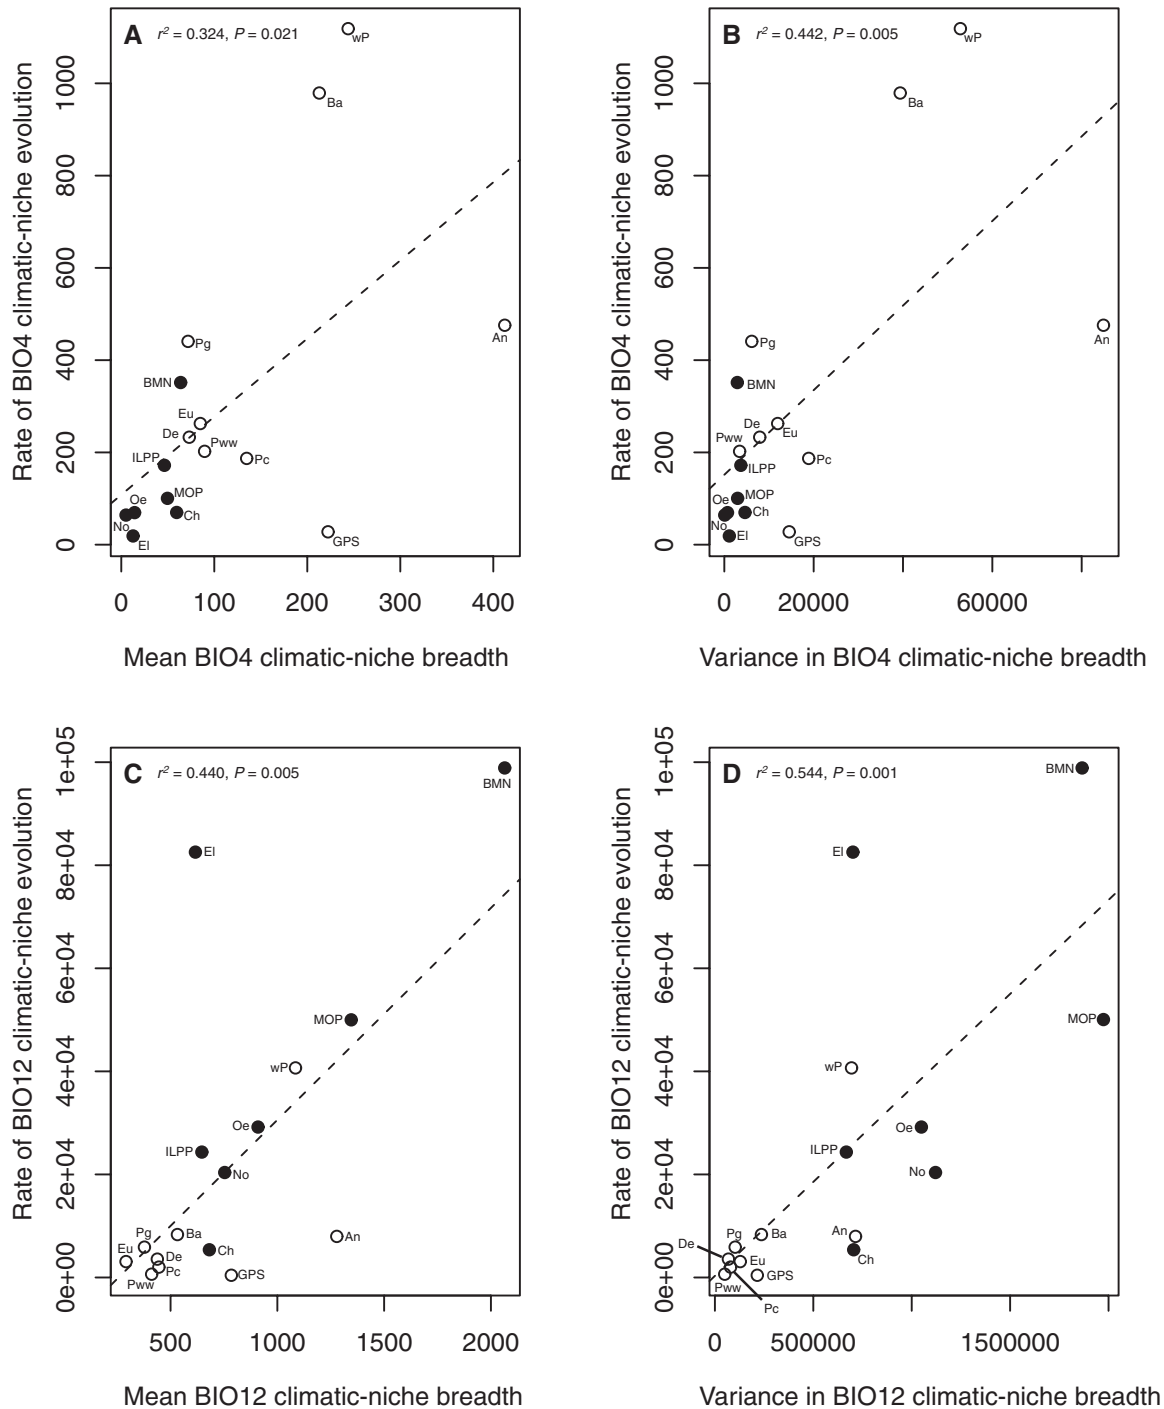 A r² = 0.324, P = 0.021
wP
Ba
An
Pg
BMN
Eu
De
Pww
ILPP
Pc
MOP
Oe
Ch
No
El
GPS
0 200 400 600 800 1000
Rate of BIO4 climatic-niche evolution
0 100 200 300 400
Mean BIO4 climatic-niche breadth
B r² = 0.442, P = 0.005
wP
Ba
An
Pg
BMN
De
Eu
Pww
Pc
ILPP
MOP
Oe
Ch
No
El
GPS
0 200 400 600 800 1000
Rate of BIO4 climatic-niche evolution
0 20000 60000
Variance in BIO4 climatic-niche breadth
C r² = 0.440, P = 0.005
BMN
El
MOP
wP
Oe
ILPP
No
Pg
Ba
An
Eu
De
Ch
Pc
Pww
GPS
0e+00 2e+04 4e+04 6e+04 8e+04 1e+05
Rate of BIO12 climatic-niche evolution
500 1000 1500 2000
Mean BIO12 climatic-niche breadth
D r² = 0.544, P = 0.001
BMN
El
MOP
wP
Oe
ILPP
No
Pg
Ba
An
De
Eu
Ch
GPS
Pww
Pc
0e+00 2e+04 4e+04 6e+04 8e+04 1e+05
Rate of BIO12 climatic-niche evolution
0 500000 1500000
Variance in BIO12 climatic-niche breadth